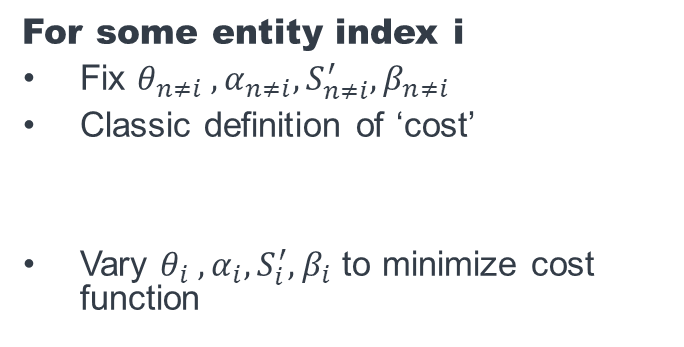 For some entity index i
• Fix θₙ≠ᵢ , αₙ≠ᵢ, S′ₙ≠ᵢ, βₙ≠ᵢ
• Classic definition of ‘cost’
• Vary θᵢ , αᵢ, S′ᵢ, βᵢ to minimize cost
function